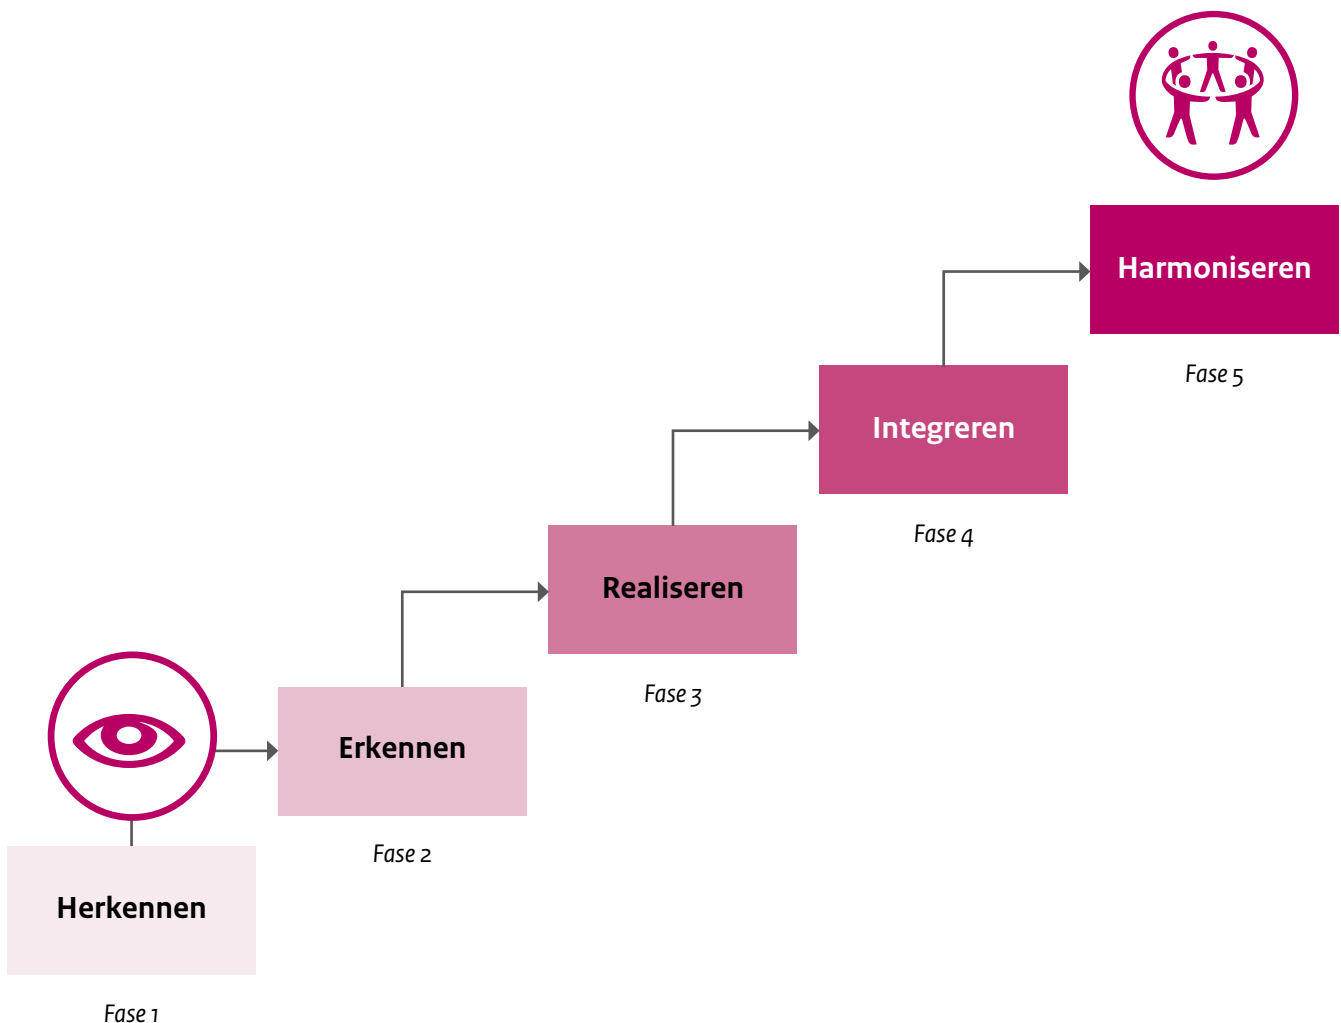 Herkennen
Fase 1
Erkennen
Fase 2
Realiseren
Fase 3
Integreren
Fase 4
Harmoniseren
Fase 5